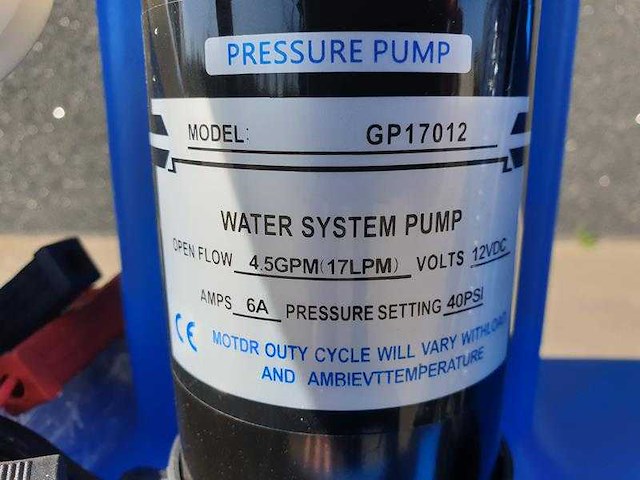 PRESSURE PUMP
MODEL: GP17012
WATER SYSTEM PUMP
OPEN FLOW 4.5GPM(17LPM) VOLTS 12VDC
AMPS 6A PRESSURE SETTING 40PSI
CE MOTDR OUTY CYCLE WILL VARY WITHLOAD
AND AMBIEVTTEMPERATURE